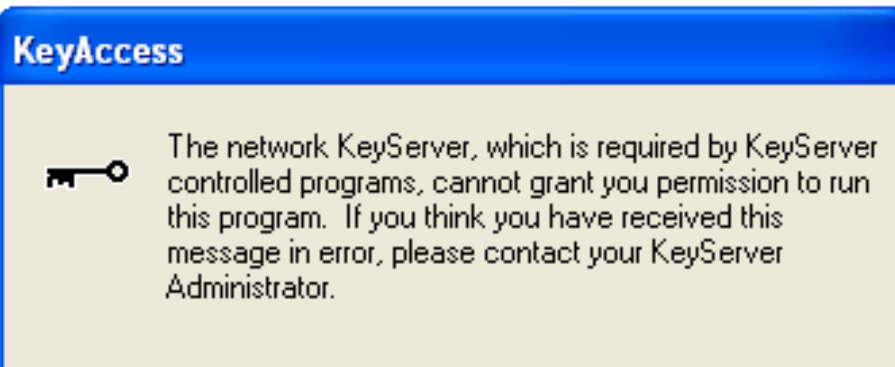 KeyAccess
The network KeyServer, which is required by KeyServer
controlled programs, cannot grant you permission to run
this program.  If you think you have received this
message in error, please contact your KeyServer
Administrator.